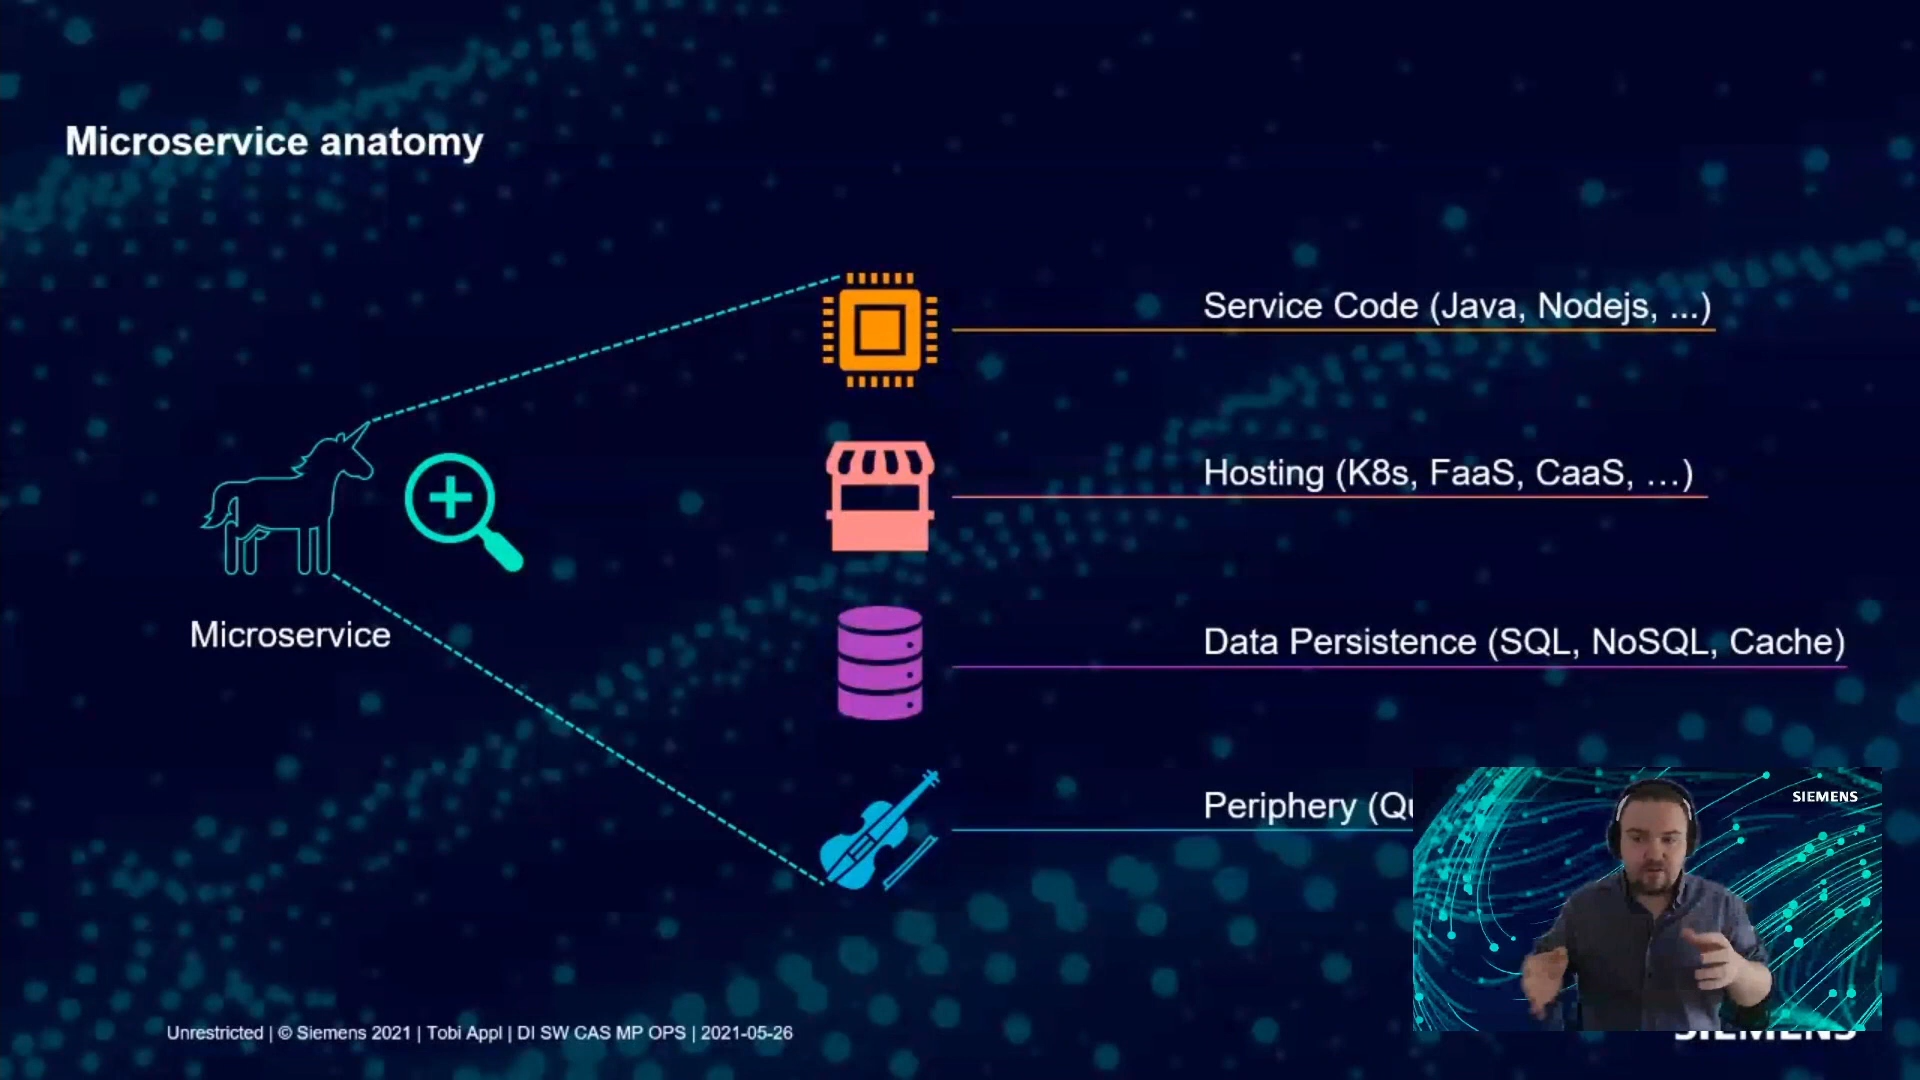 Microservice anatomy
Service Code (Java, Nodejs, ...)
Hosting (K8s, FaaS, CaaS, …)
Microservice
Data Persistence (SQL, NoSQL, Cache)
Periphery
SIEMENS
Unrestricted | © Siemens 2021 | Tobi Appl | DI SW CAS MP OPS | 2021-05-26
SIEMENS